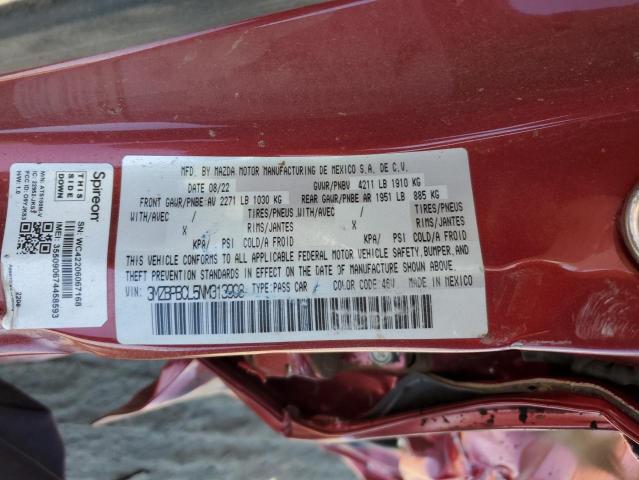 MFD. BY MAZDA MOTOR MANUFACTURING DE MEXICO S.A. DE C.V.
DATE 08/22 GVWR/PNBV 4211 LB 1910 KG
FRONT GAWR/PNBE AV 2271 LB 1030 KG REAR GAWR/PNBE AR 1951 LB 885 KG
WITH/AVEC / TIRES/PNEUS WITH/AVEC / TIRES/PNEUS
X RIMS/JANTES X RIMS/JANTES
KPA/ PSI COLD/A FROID KPA/ PSI COLD/A FROID
THIS VEHICLE CONFORMS TO ALL APPLICABLE FEDERAL MOTOR VEHICLE SAFETY, BUMPER, AND
THEFT PREVENTION STANDARDS IN EFFECT ON THE DATE OF MANUFACTURE SHOWN ABOVE.
VIN: TYPE PASS CAR COLOR CODE 46V MADE IN MEXICO
Spireon
THIS
SIDE
DOWN
SN: WC42206067168
IMEI: 355090674458593
H/W: 1.0
2206